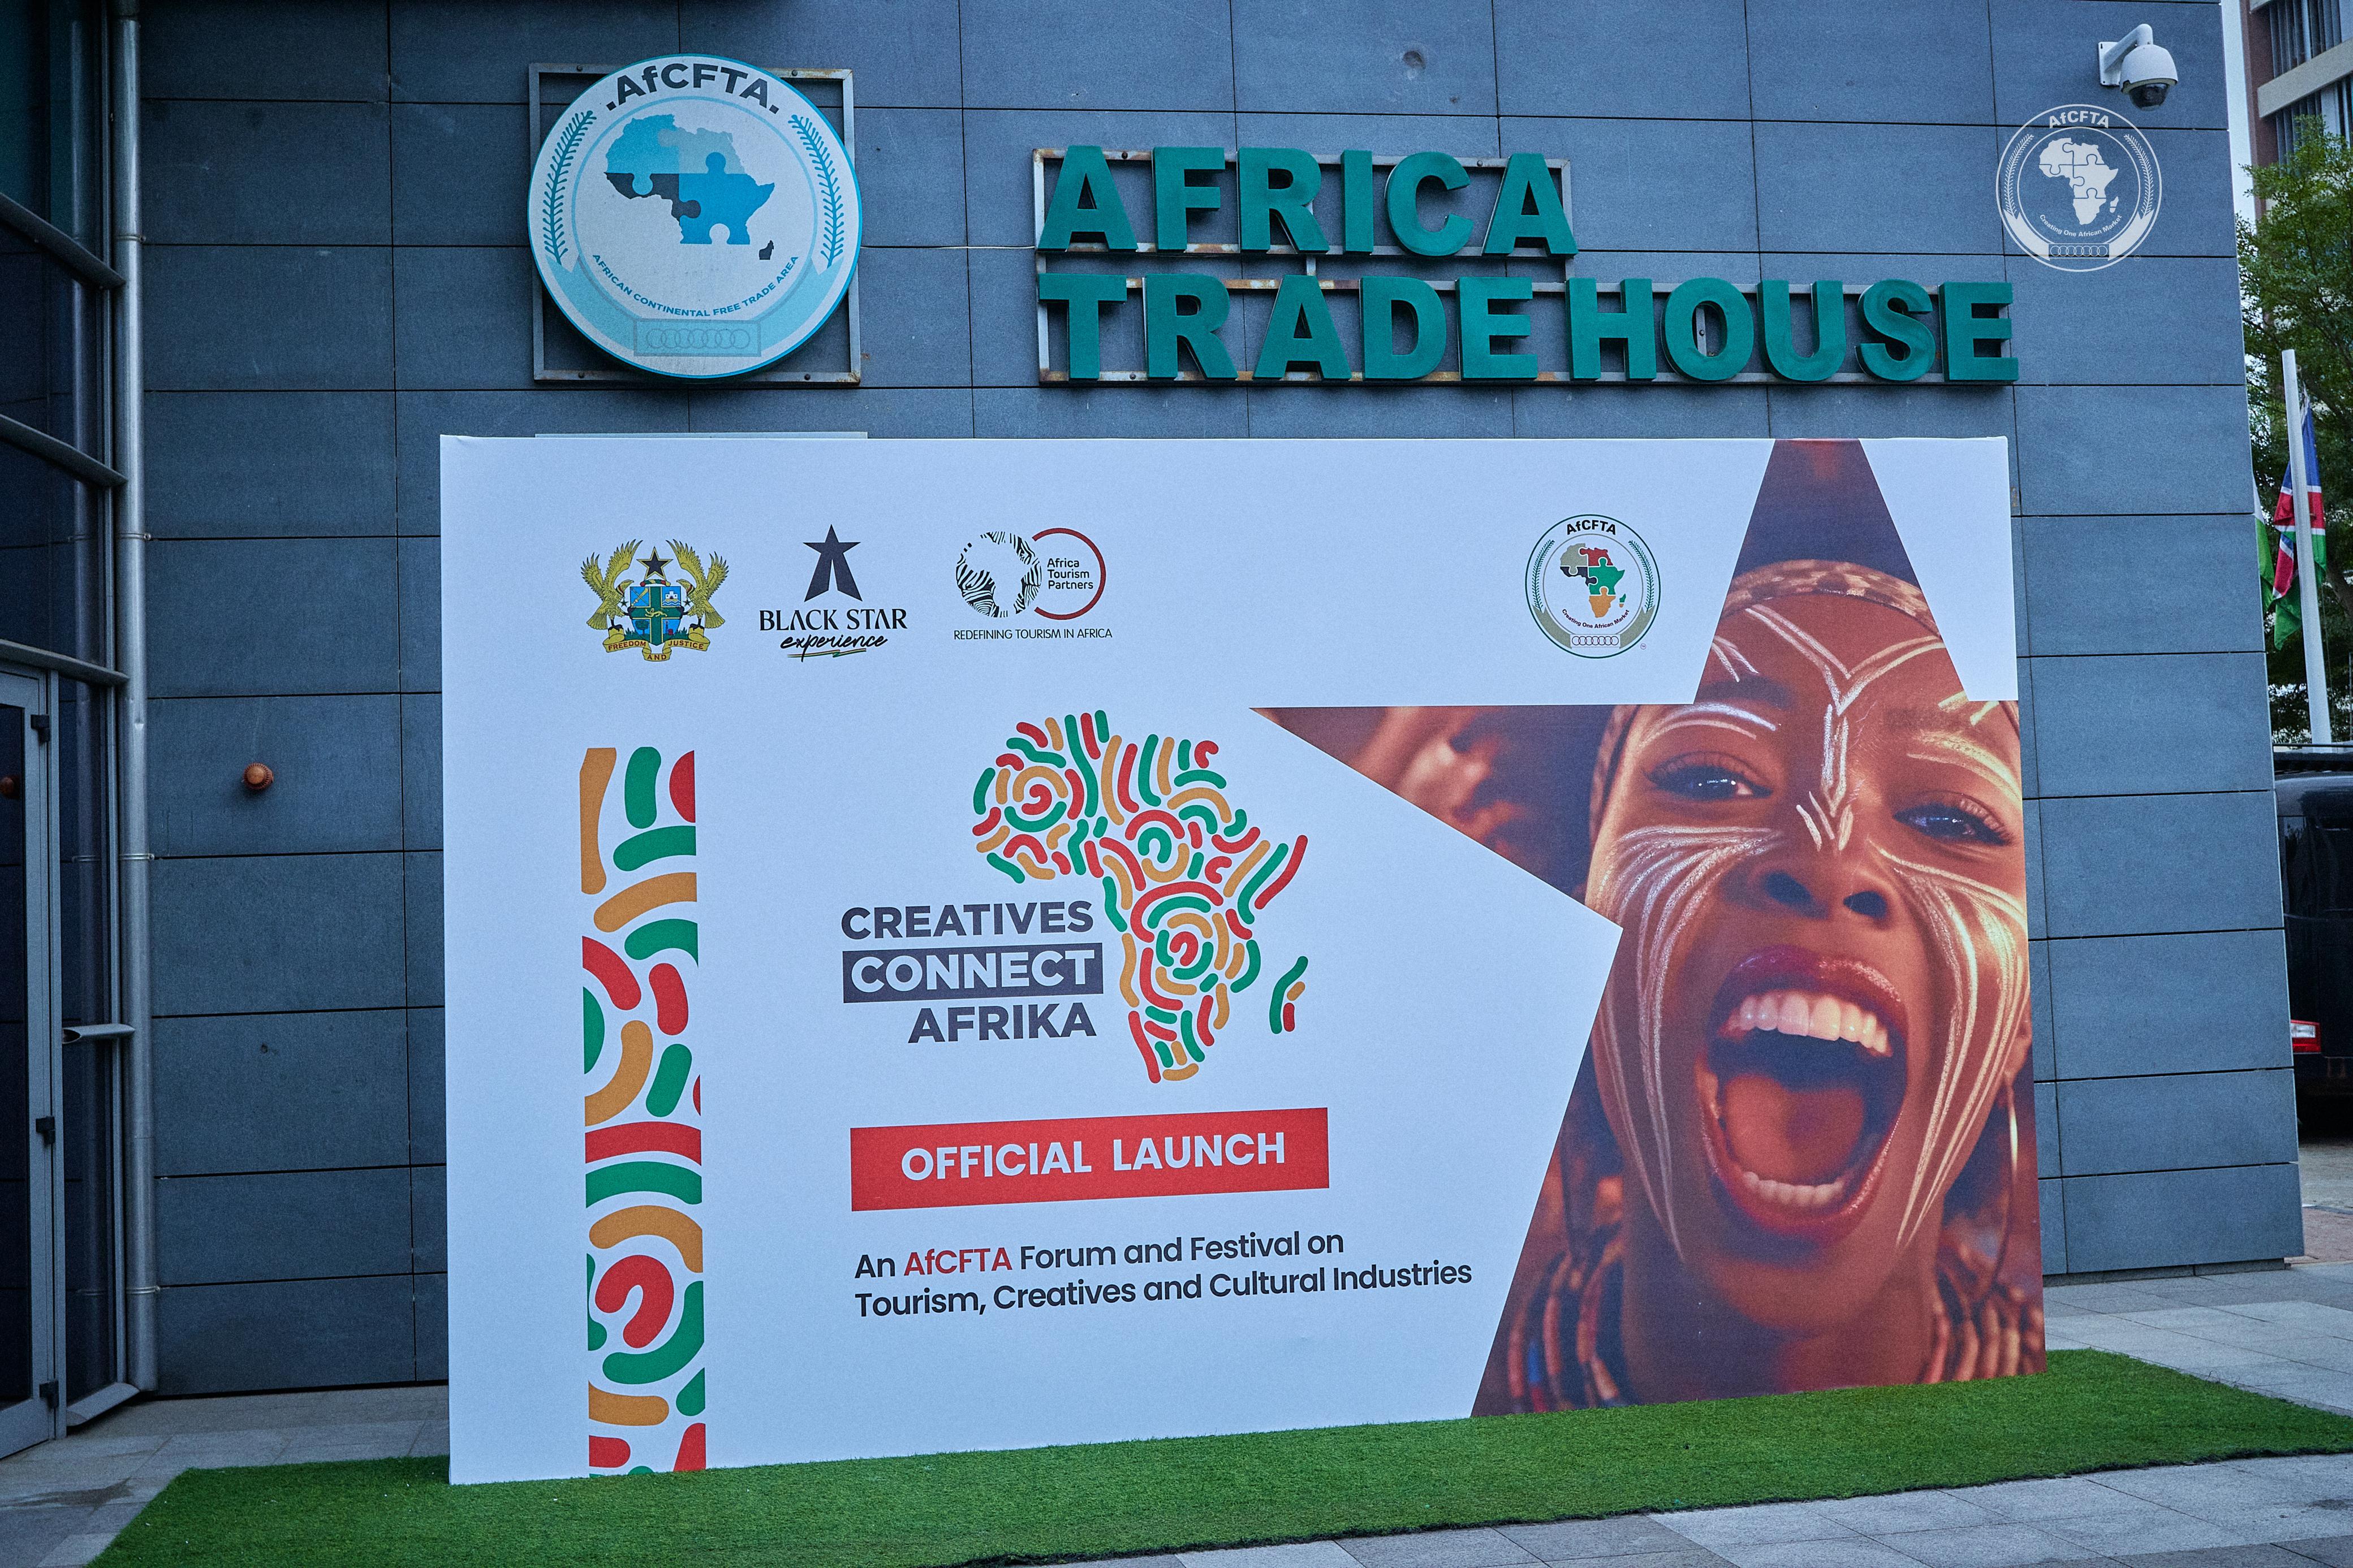 .AfCFTA.
AFRICAN CONTINENTAL FREE TRADE AREA
AFRICA
TRADE HOUSE
AfCFTA
Creating One African Market
FREEDOM AND JUSTICE
BLACK STAR
experience
Africa
Tourism
Partners
REDEFINING TOURISM IN AFRICA
AfCFTA
Creating One African Market
CREATIVES
CONNECT
AFRIKA
OFFICIAL LAUNCH
An AfCFTA Forum and Festival on
Tourism, Creatives and Cultural Industries